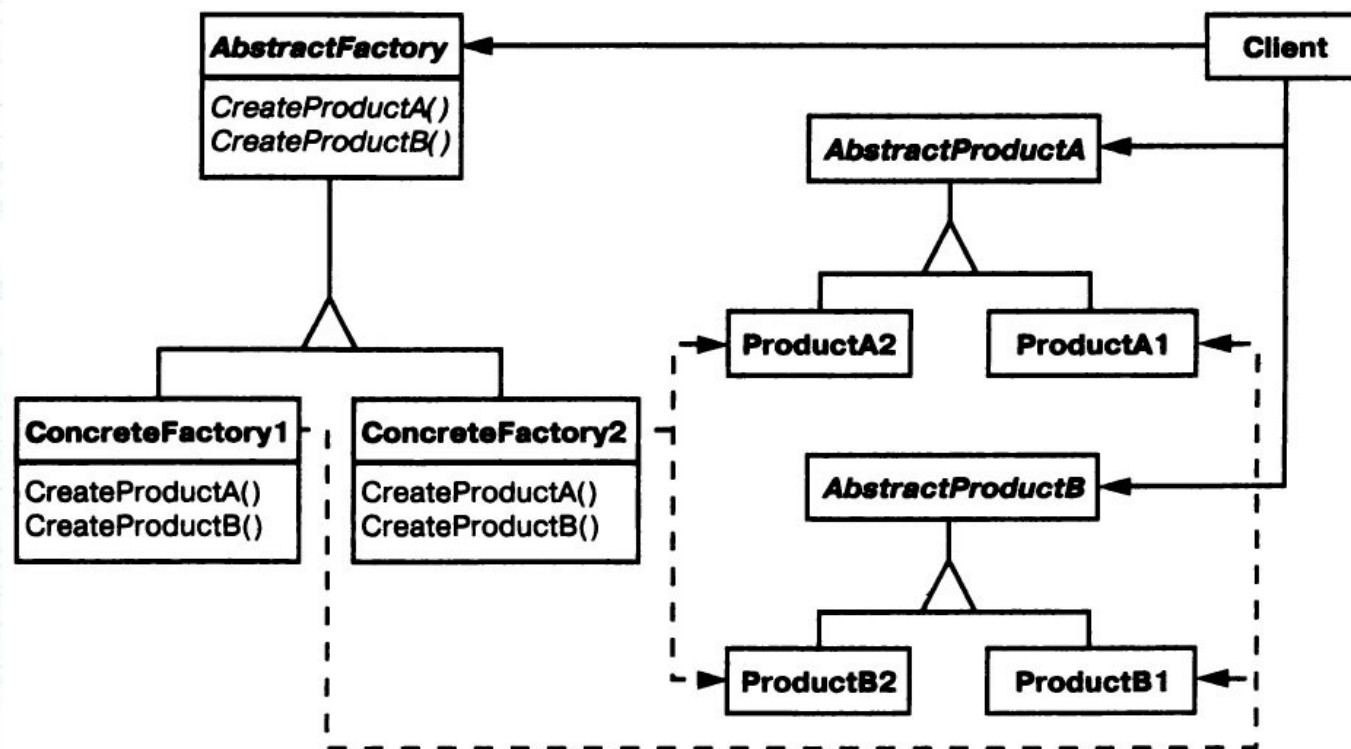 AbstractFactory
CreateProductA()
CreateProductB()
Client
AbstractProductA
ProductA2
ProductA1
ConcreteFactory1
CreateProductA()
CreateProductB()
ConcreteFactory2
CreateProductA()
CreateProductB()
AbstractProductB
ProductB2
ProductB1